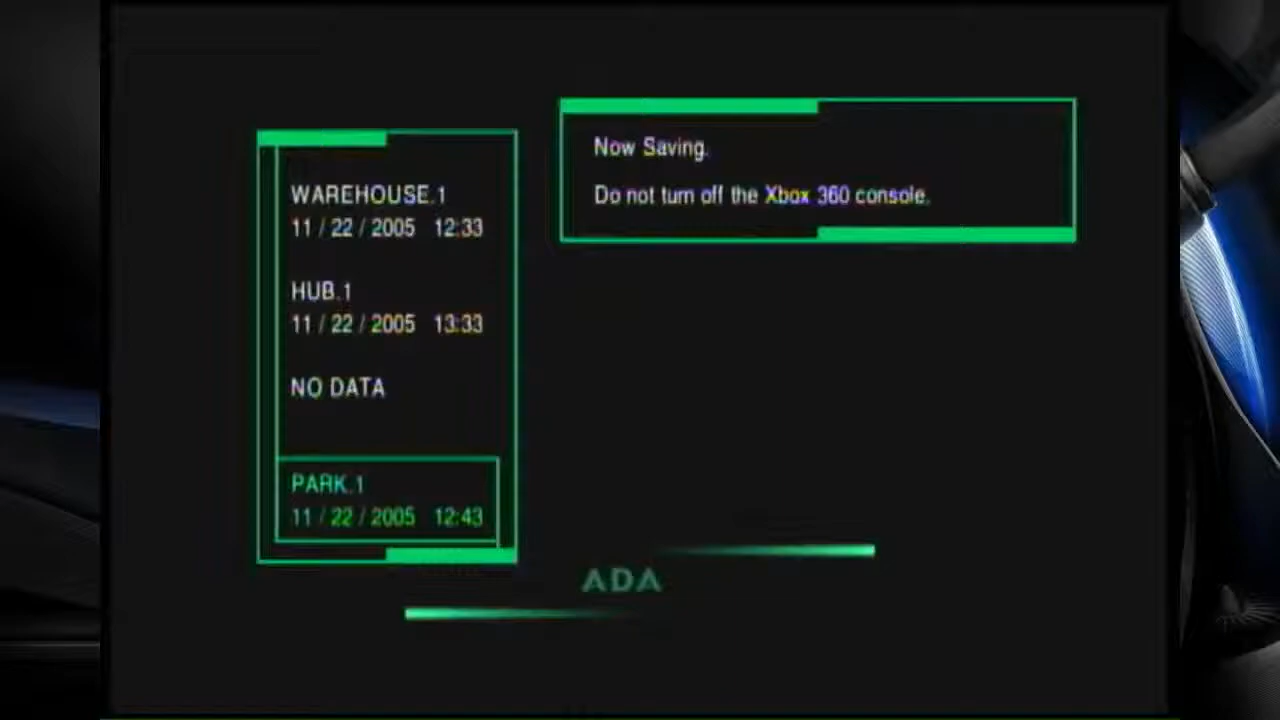 WAREHOUSE.1
11 / 22 / 2005 12:33
HUB.1
11 / 22 / 2005 13:33
NO DATA
PARK.1
11 / 22 / 2005 12:43
Now Saving.
Do not turn off the Xbox 360 console.
ADA